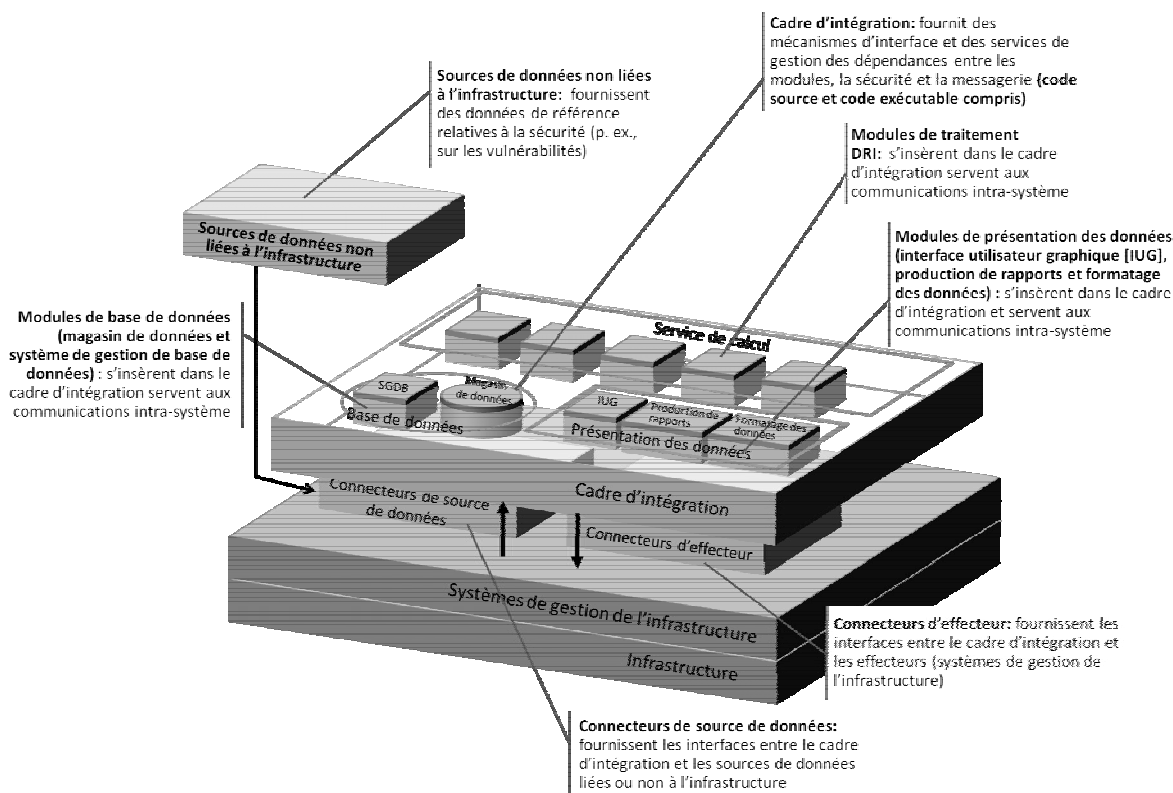 Cadre d'intégration: fournit des
mécanismes d'interface et des services de
gestion des dépendances entre les
modules, la sécurité et la messagerie (code
source et code exécutable compris)
Sources de données non liées
à l'infrastructure: fournissent
des données de référence
relatives à la sécurité (p. ex.,
sur les vulnérabilités)
Modules de traitement
DRI: s'insèrent dans le cadre
d'intégration servent aux
communications intra-système
Sources de données non
liées à l'infrastructure
Modules de présentation des données
(interface utilisateur graphique [IUG],
production de rapports et formatage
des données) : s'insèrent dans le cadre
d'intégration et servent aux
communications intra-système
Modules de base de données
(magasin de données et
système de gestion de base de
données) : s'insèrent dans le
cadre d'intégration servent aux
communications intra-système
Service de calcul
SGDB
Magasin
de données
Base de données
IUG
Production de
rapports
Formatage des
données
Présentation des données
Cadre d'intégration
Connecteurs de source
de données
Connecteurs d'effecteur
Systèmes de gestion de l'infrastructure
Infrastructure
Connecteurs d'effecteur: fournissent les
interfaces entre le cadre d'intégration et
les effecteurs (systèmes de gestion de
l'infrastructure)
Connecteurs de source de données:
fournissent les interfaces entre le cadre
d'intégration et les sources de données
liées ou non à l'infrastructure